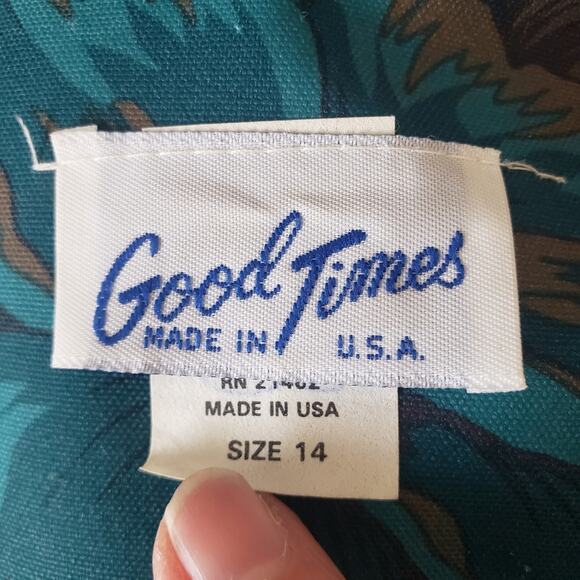 Good Times
MADE IN U.S.A.
RN
MADE IN USA
SIZE 14